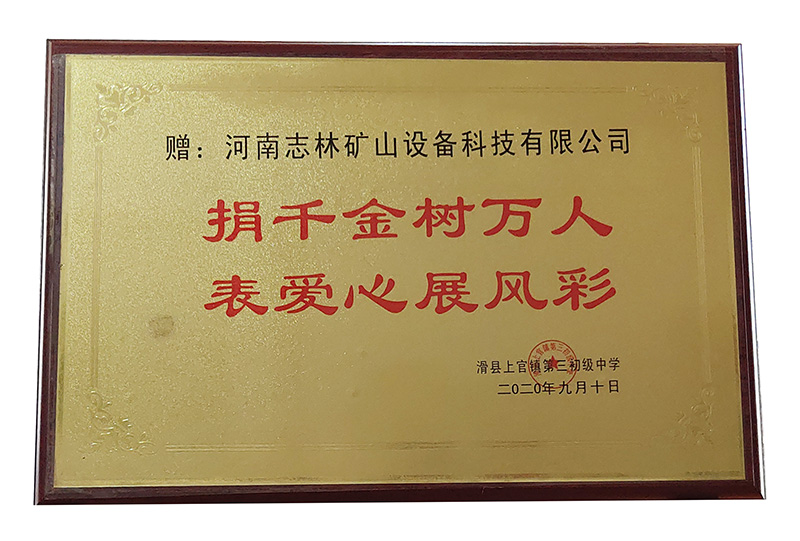 赠：河南志林矿山设备科技有限公司
捐千金树万人
表爱心展风彩
滑县上官镇第三初级中学
二〇二〇年九月十日